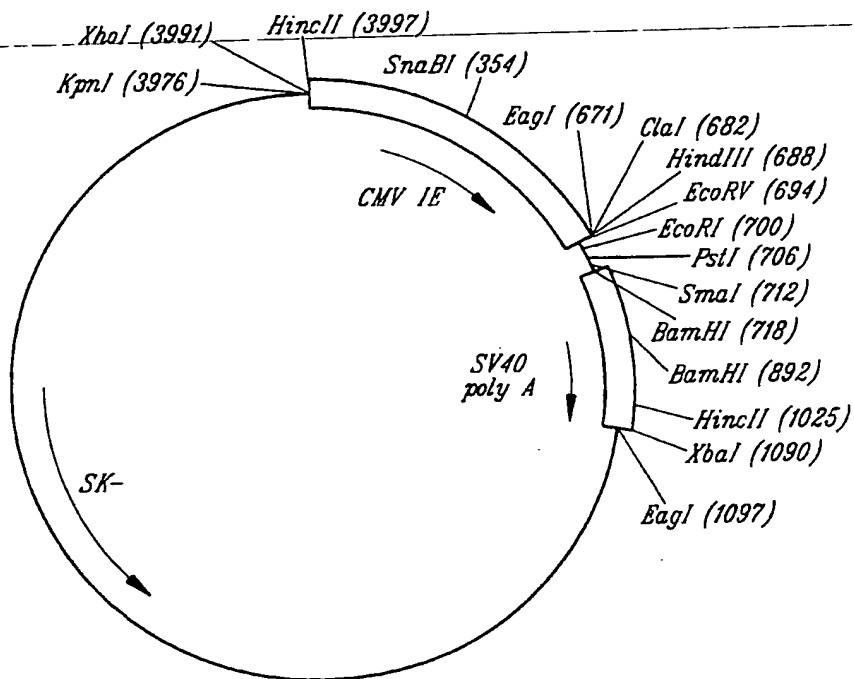 XhoI (3991)
HincII (3997)
KpnI (3976)
SnaBI (354)
EagI (671)
ClaI (682)
HindIII (688)
EcoRV (694)
EcoRI (700)
PstI (706)
SmaI (712)
BamHI (718)
BamHI (892)
HincII (1025)
XbaI (1090)
EagI (1097)
CMV IE
SV40
poly A
SK-